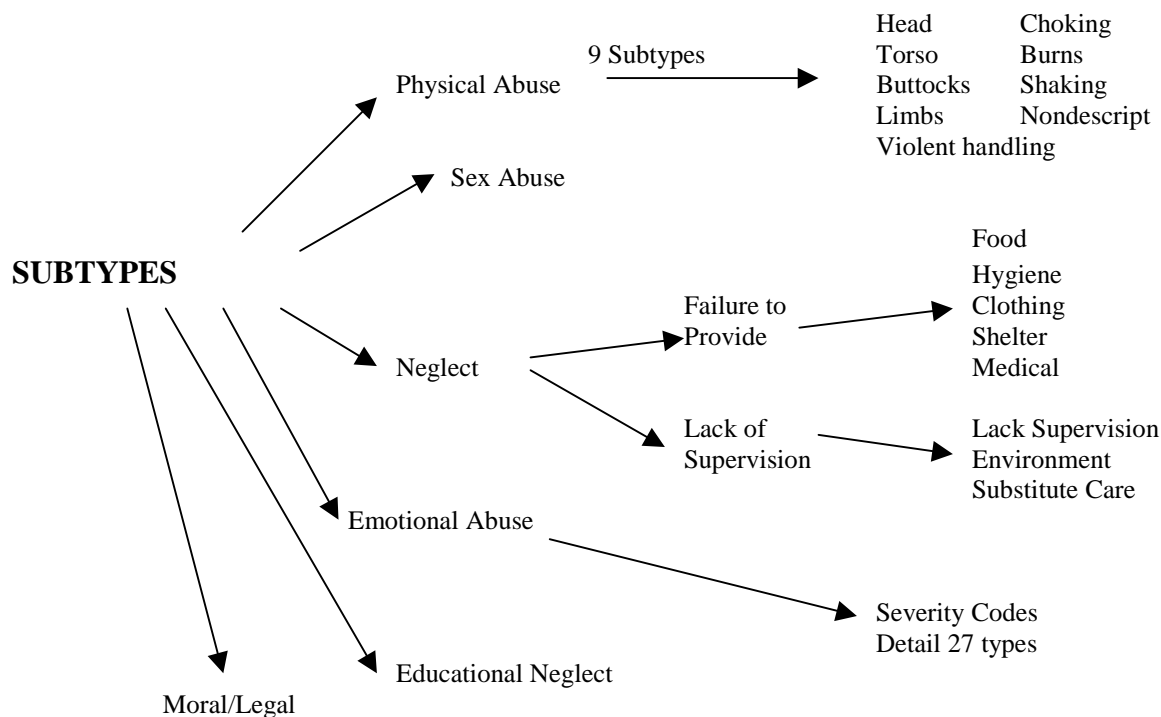 Head Choking
9 Subtypes
Torso Burns
Physical Abuse
Buttocks Shaking
Limbs Nondescript
Violent handling
Sex Abuse
SUBTYPES
Food
Hygiene
Clothing
Shelter
Medical
Failure to
Provide
Neglect
Lack of
Supervision
Lack Supervision
Environment
Substitute Care
Emotional Abuse
Severity Codes
Detail 27 types
Educational Neglect
Moral/Legal